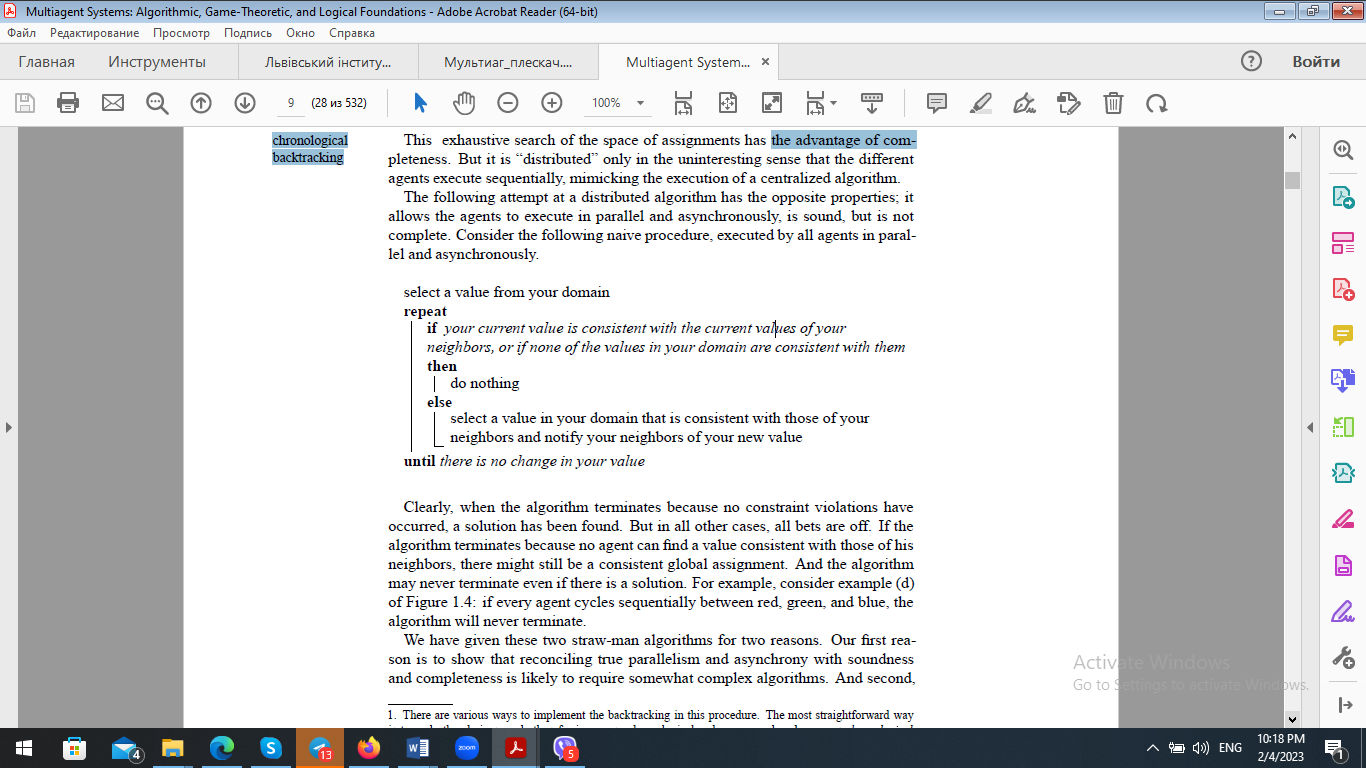 Multiagent Systems: Algorithmic, Game-Theoretic, and Logical Foundations - Adobe Acrobat Reader (64-bit)
Файл Редактирование Просмотр Подпись Окно Справка
Главная Инструменты Львівський інститу... Мультиаг_плескач.... Multiagent System... × ? Войти
9 (28 из 532) 100%
chronological
backtracking
This exhaustive search of the space of assignments has the advantage of com-
pleteness. But it is “distributed” only in the uninteresting sense that the different
agents execute sequentially, mimicking the execution of a centralized algorithm.
The following attempt at a distributed algorithm has the opposite properties; it
allows the agents to execute in parallel and asynchronously, is sound, but is not
complete. Consider the following naive procedure, executed by all agents in paral-
lel and asynchronously.
select a value from your domain
repeat
if your current value is consistent with the current values of your
neighbors, or if none of the values in your domain are consistent with them
then
do nothing
else
select a value in your domain that is consistent with those of your
neighbors and notify your neighbors of your new value
until there is no change in your value
Clearly, when the algorithm terminates because no constraint violations have
occurred, a solution has been found. But in all other cases, all bets are off. If the
algorithm terminates because no agent can find a value consistent with those of his
neighbors, there might still be a consistent global assignment. And the algorithm
may never terminate even if there is a solution. For example, consider example (d)
of Figure 1.4: if every agent cycles sequentially between red, green, and blue, the
algorithm will never terminate.
We have given these two straw-man algorithms for two reasons. Our first rea-
son is to show that reconciling true parallelism and asynchrony with soundness
and completeness is likely to require somewhat complex algorithms. And second,
1. There are various ways to implement the backtracking in this procedure. The most straightforward way
Activate Windows
Go to Settings to activate Windows.
4 S 13 W zoom 5 ENG 10:18 PM 1
2/4/2023